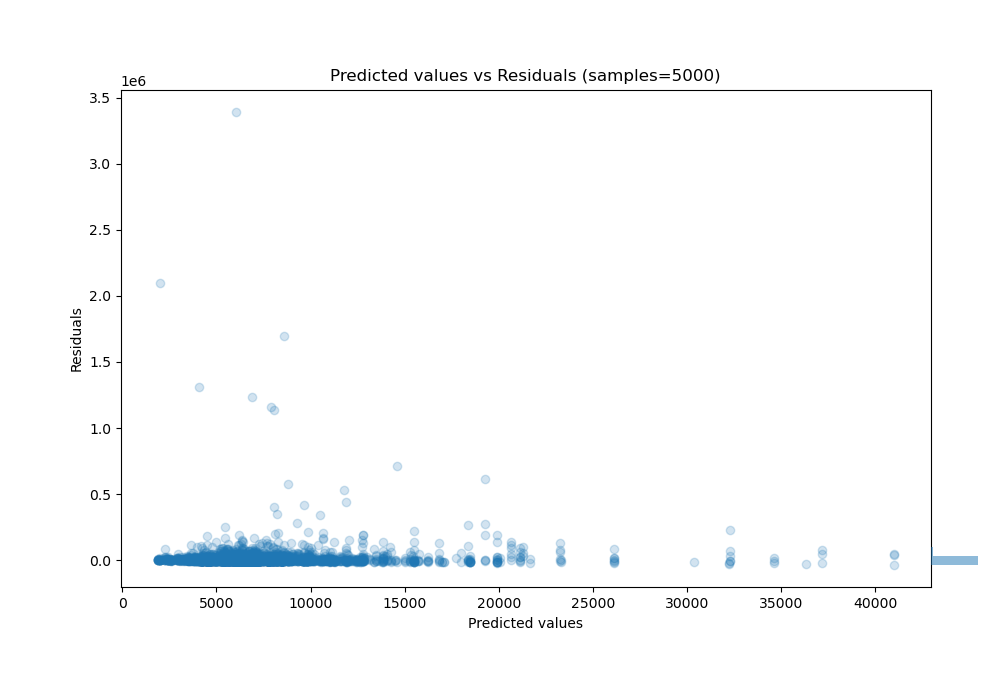 Predicted values vs Residuals (samples=5000)
1e6
3.5
3.0
2.5
2.0
1.5
1.0
0.5
0.0
Residuals
0 5000 10000 15000 20000 25000 30000 35000 40000
Predicted values